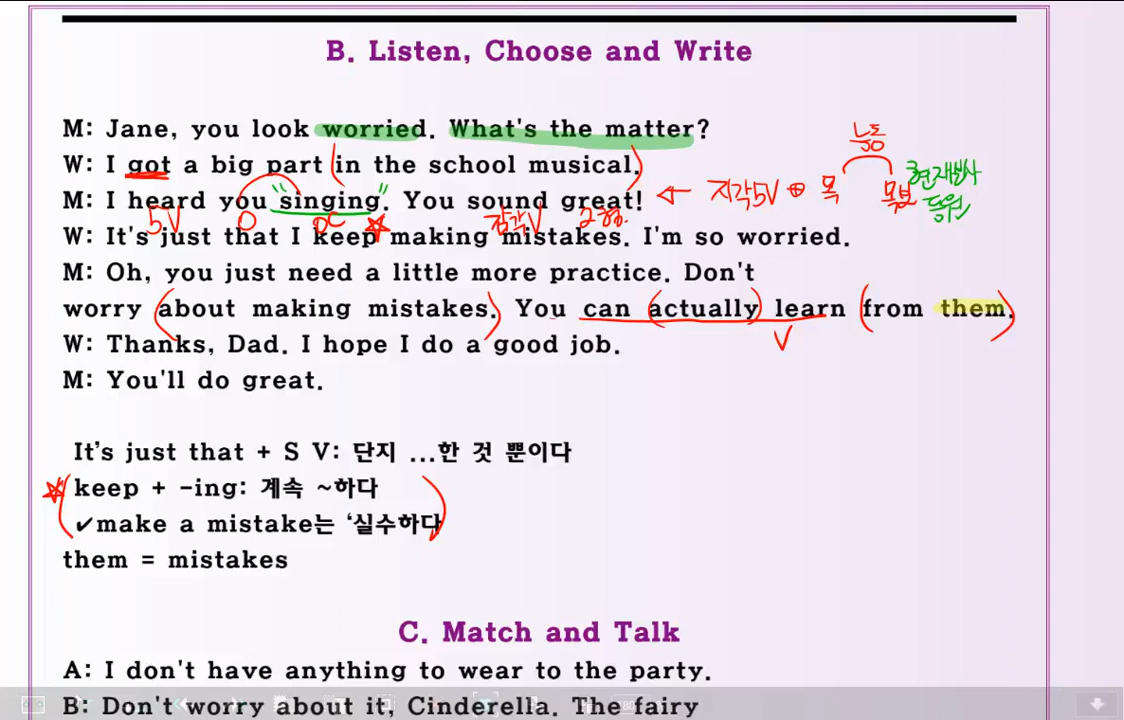 B. Listen, Choose and Write
M: Jane, you look worried. What's the matter?
W: I got a big part in the school musical.
M: I heard you "singing". You sound great! ← 지각5V ⊕ 목 목보 능동 현재분사
5V O OC 감각V 2형.
W: It's just that I keep making mistakes. I'm so worried.
M: Oh, you just need a little more practice. Don't
worry (about making mistakes.) You can (actually) learn (from them).
V
W: Thanks, Dad. I hope I do a good job.
M: You'll do great.
It's just that + S V: 단지 ...한 것 뿐이다
keep + -ing: 계속 ~하다
✔make a mistake는 '실수하다
them = mistakes
C. Match and Talk
A: I don't have anything to wear to the party.
B: Don't worry about it, Cinderella. The fairy